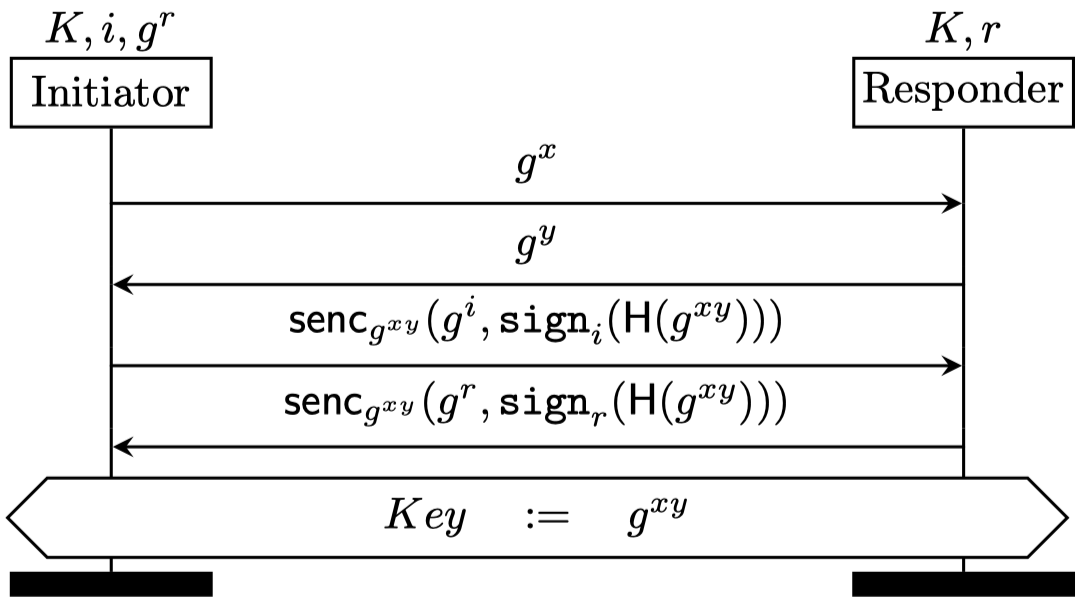 K, i, g^r
K, r
Initiator
Responder
g^x
g^y
senc_{g^{xy}}(g^i, sign_i(H(g^{xy})))
senc_{g^{xy}}(g^r, sign_r(H(g^{xy})))
Key := g^{xy}